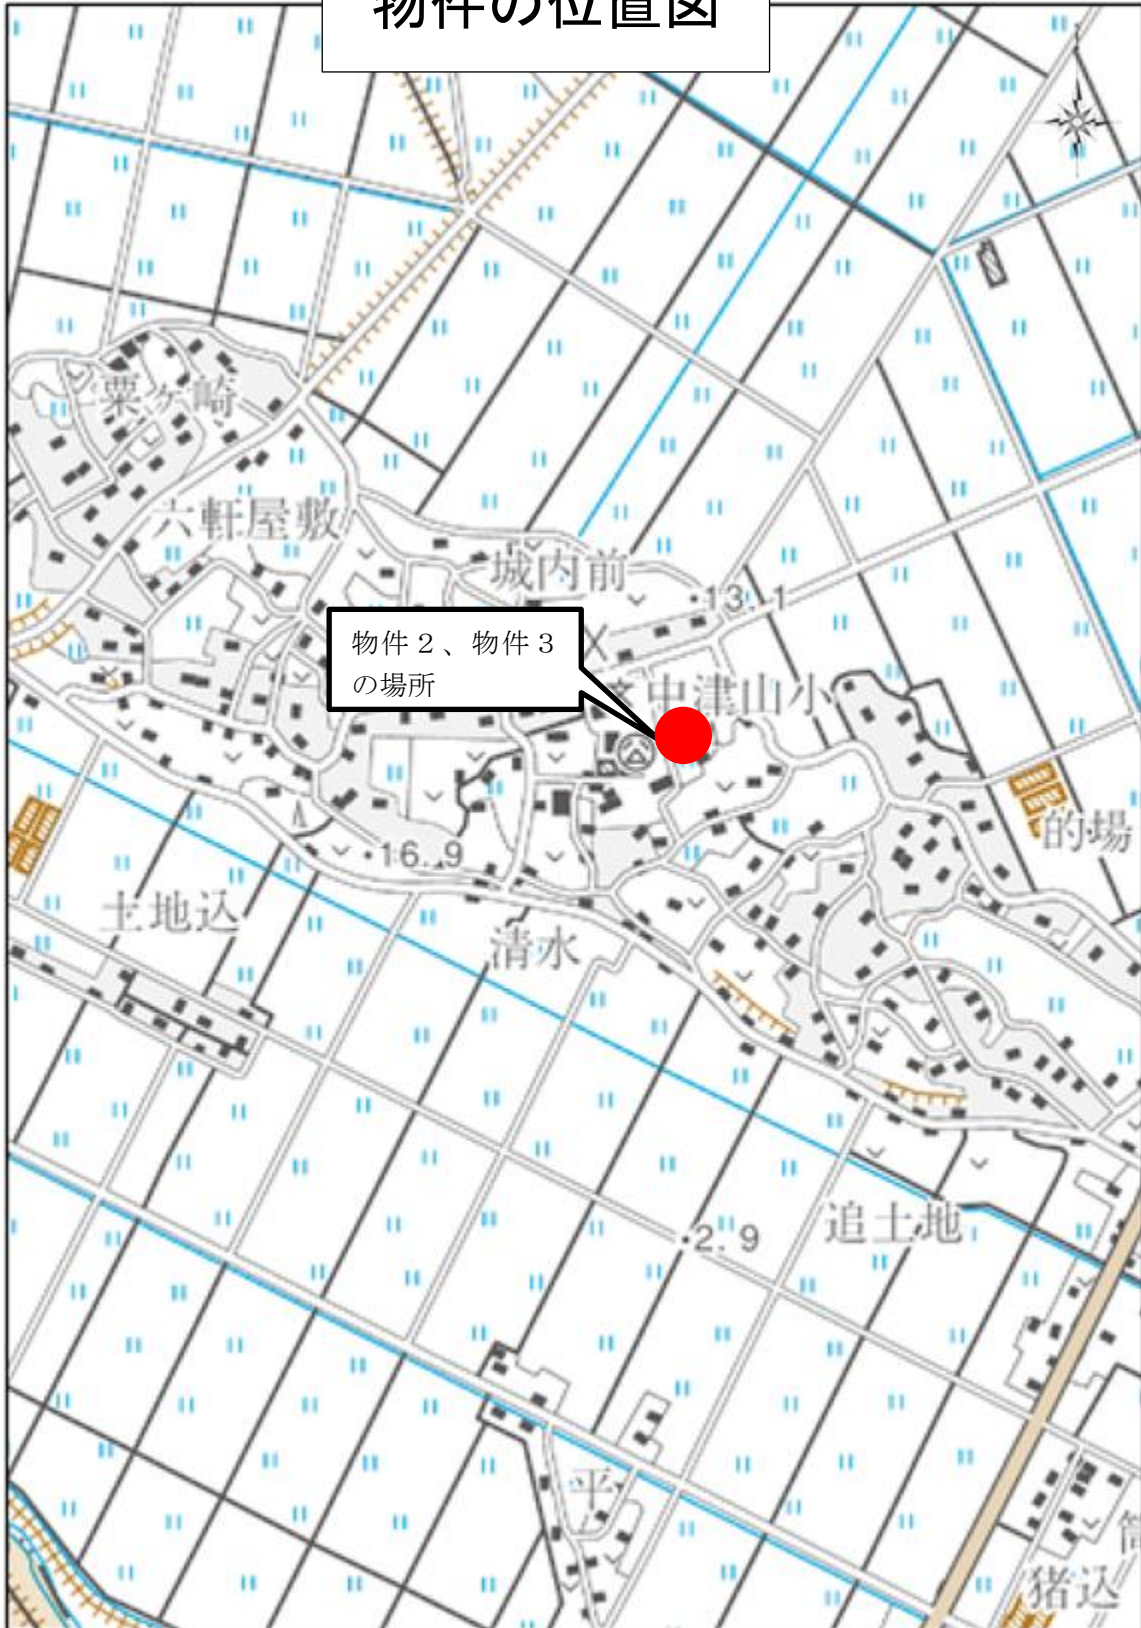 物件の位置図
粟ヶ崎
六軒屋敷
城内前
・13.1
物件２、物件３
の場所
文
中津山小
的場
・16.9
土地込
清水
追土地
・2.9
平
猪込